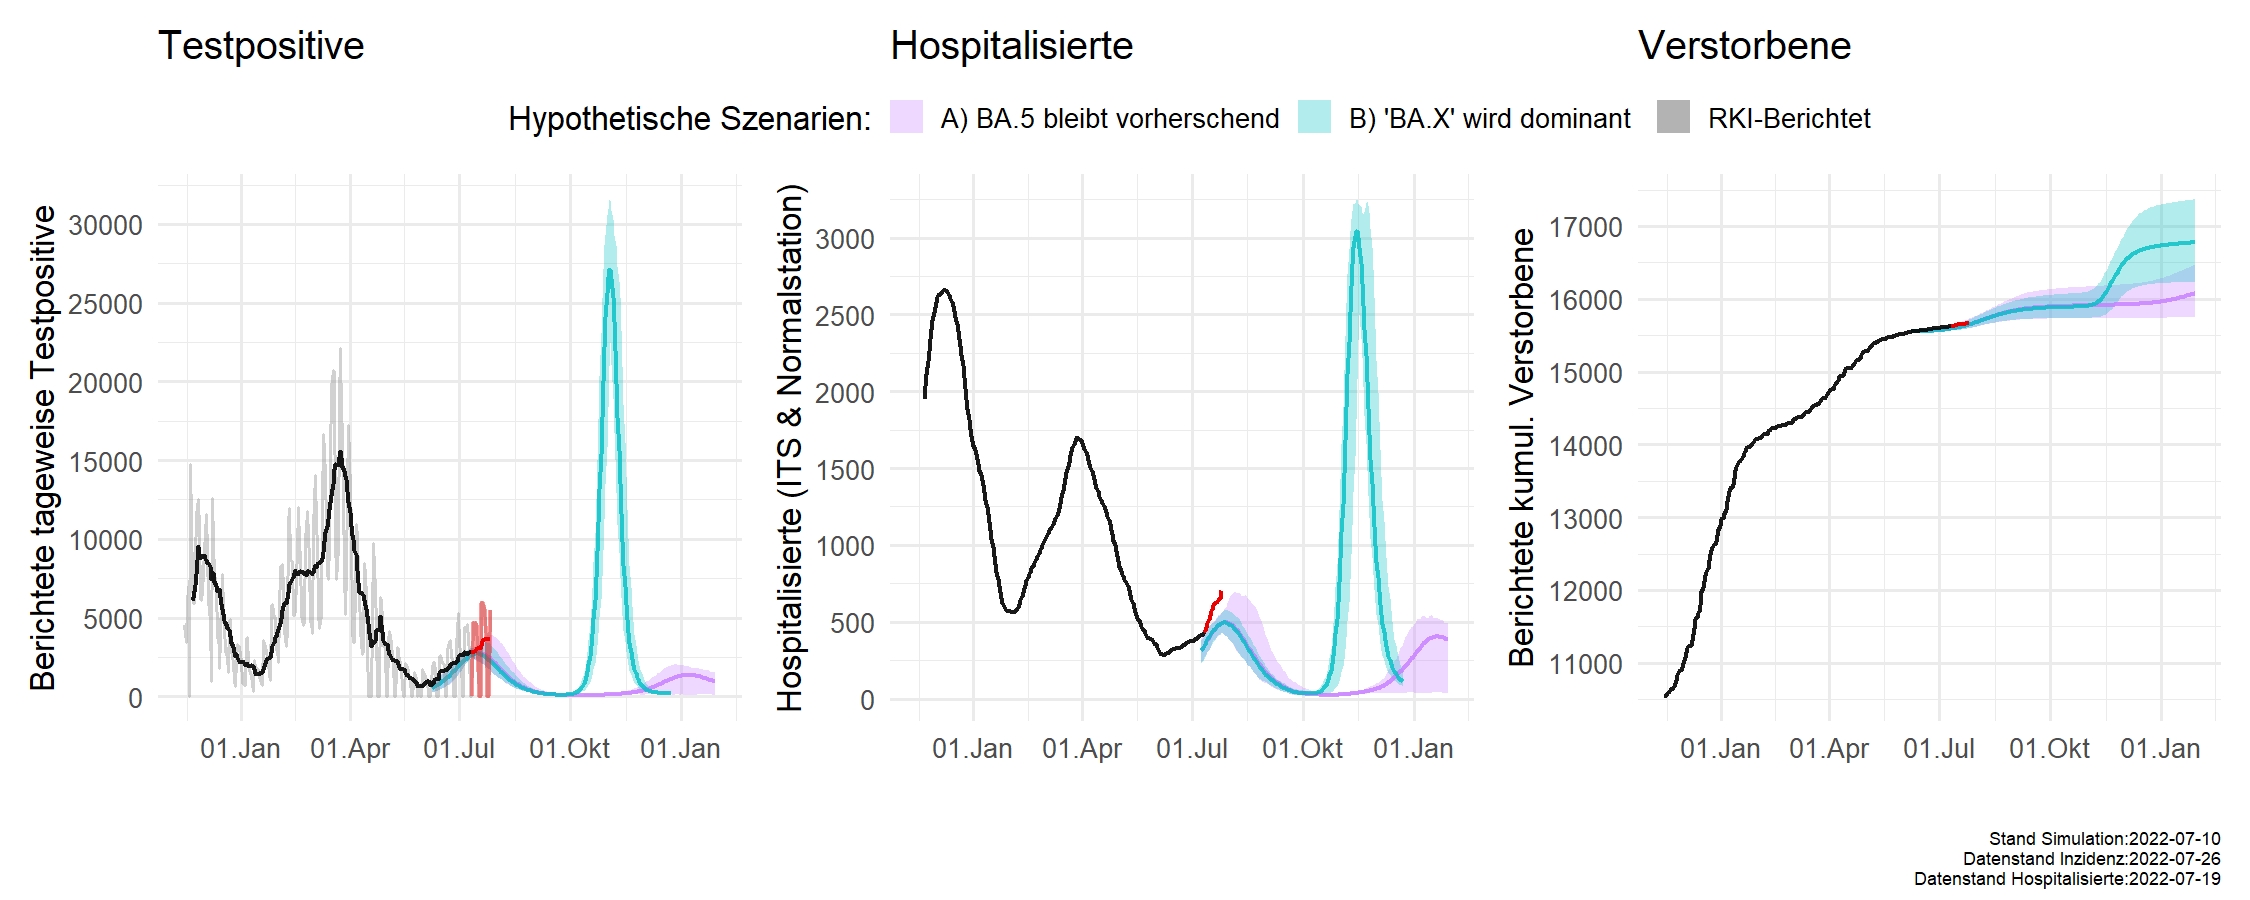 Testpositive
Hospitalisierte
Verstorbene
Hypothetische Szenarien: A) BA.5 bleibt vorherschend B) 'BA.X' wird dominant RKI-Berichtet
Berichtete tageweise Testpositive
30000
25000
20000
15000
10000
5000
0
01.Jan 01.Apr 01.Jul 01.Okt 01.Jan
Hospitalisierte (ITS & Normalstation)
3000
2500
2000
1500
1000
500
0
01.Jan 01.Apr 01.Jul 01.Okt 01.Jan
Berichtete kumul. Verstorbene
17000
16000
15000
14000
13000
12000
11000
01.Jan 01.Apr 01.Jul 01.Okt 01.Jan
Stand Simulation:2022-07-10
Datenstand Inzidenz:2022-07-26
Datenstand Hospitalisierte:2022-07-19